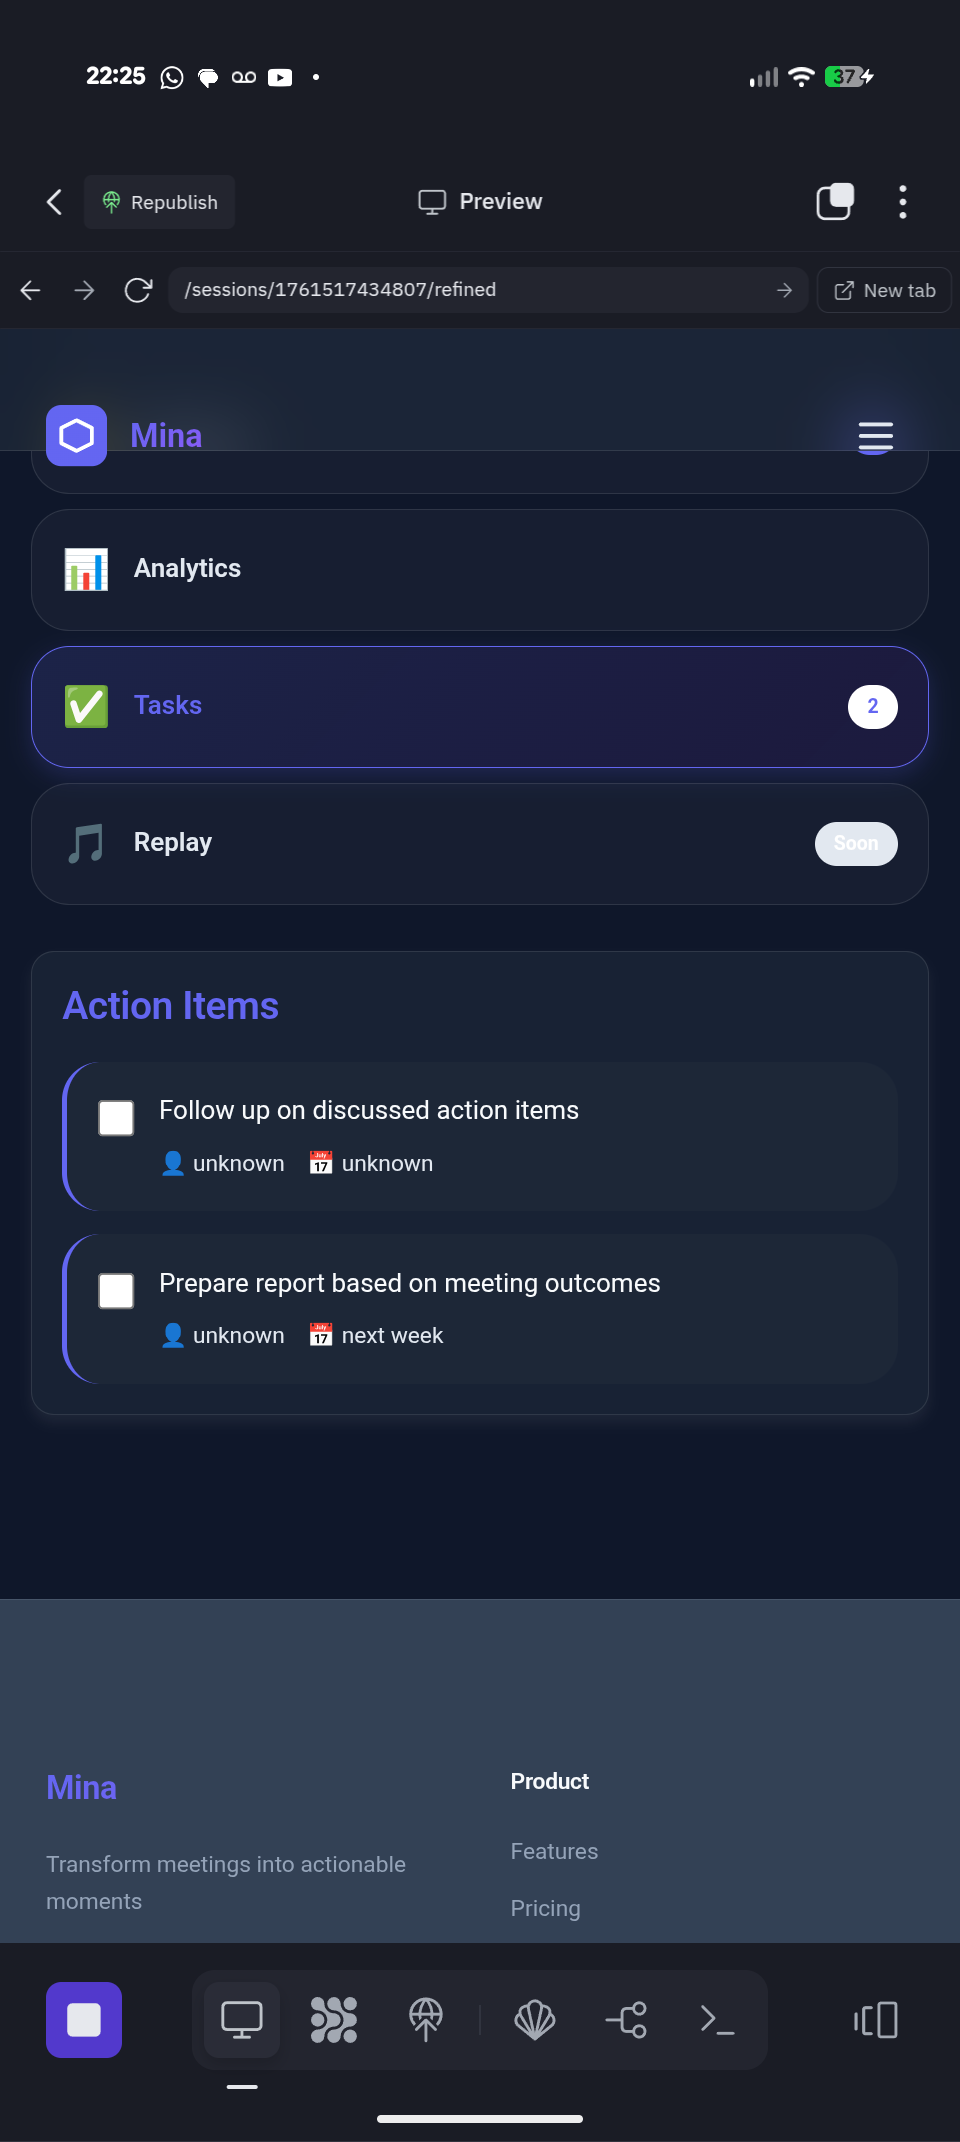 22:25
37
Republish
Preview
/sessions/1761517434807/refined
New tab
Mina
Analytics
Tasks
2
Replay
Soon
Action Items
Follow up on discussed action items
unknown
unknown
Prepare report based on meeting outcomes
unknown
next week
Mina
Product
Transform meetings into actionable
moments
Features
Pricing